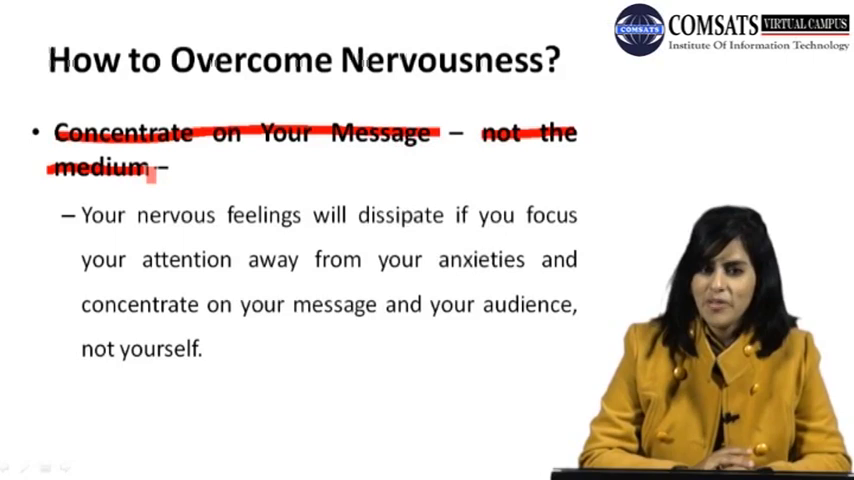 COMSATS VIRTUAL CAMPUS
COMSATS
Institute Of Information Technology
How to Overcome Nervousness?
• Concentrate on Your Message – not the
medium –
– Your nervous feelings will dissipate if you focus
your attention away from your anxieties and
concentrate on your message and your audience,
not yourself.